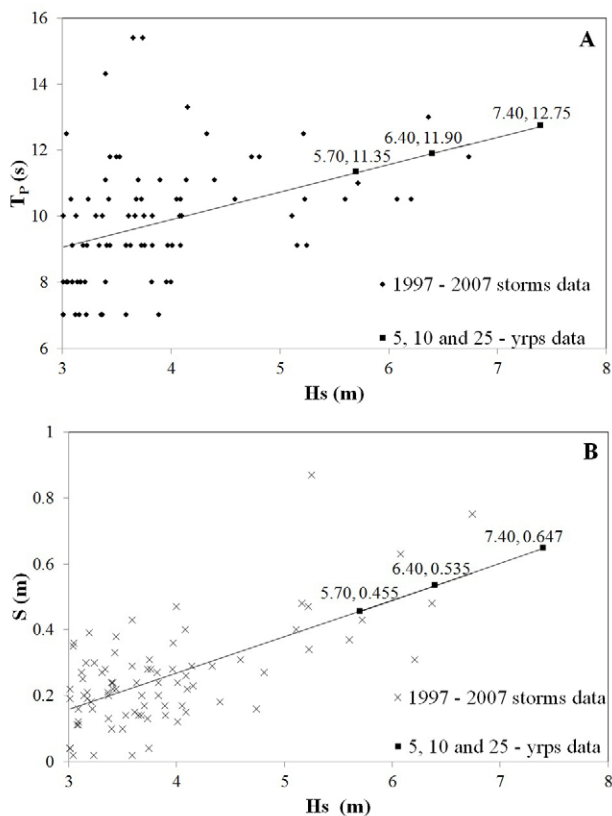 16
A
14
7.40, 12.75
6.40, 11.90
12
5.70, 11.35
T_P (s)
10
8
1997 - 2007 storms data
5, 10 and 25 - yrps data
6
3 4 5 6 7 8
Hs (m)
1
B
0.8
7.40, 0.647
0.6
6.40, 0.535
5.70, 0.455
S (m)
0.4
0.2
1997 - 2007 storms data
5, 10 and 25 - yrps data
0
3 4 5 6 7 8
Hs (m)